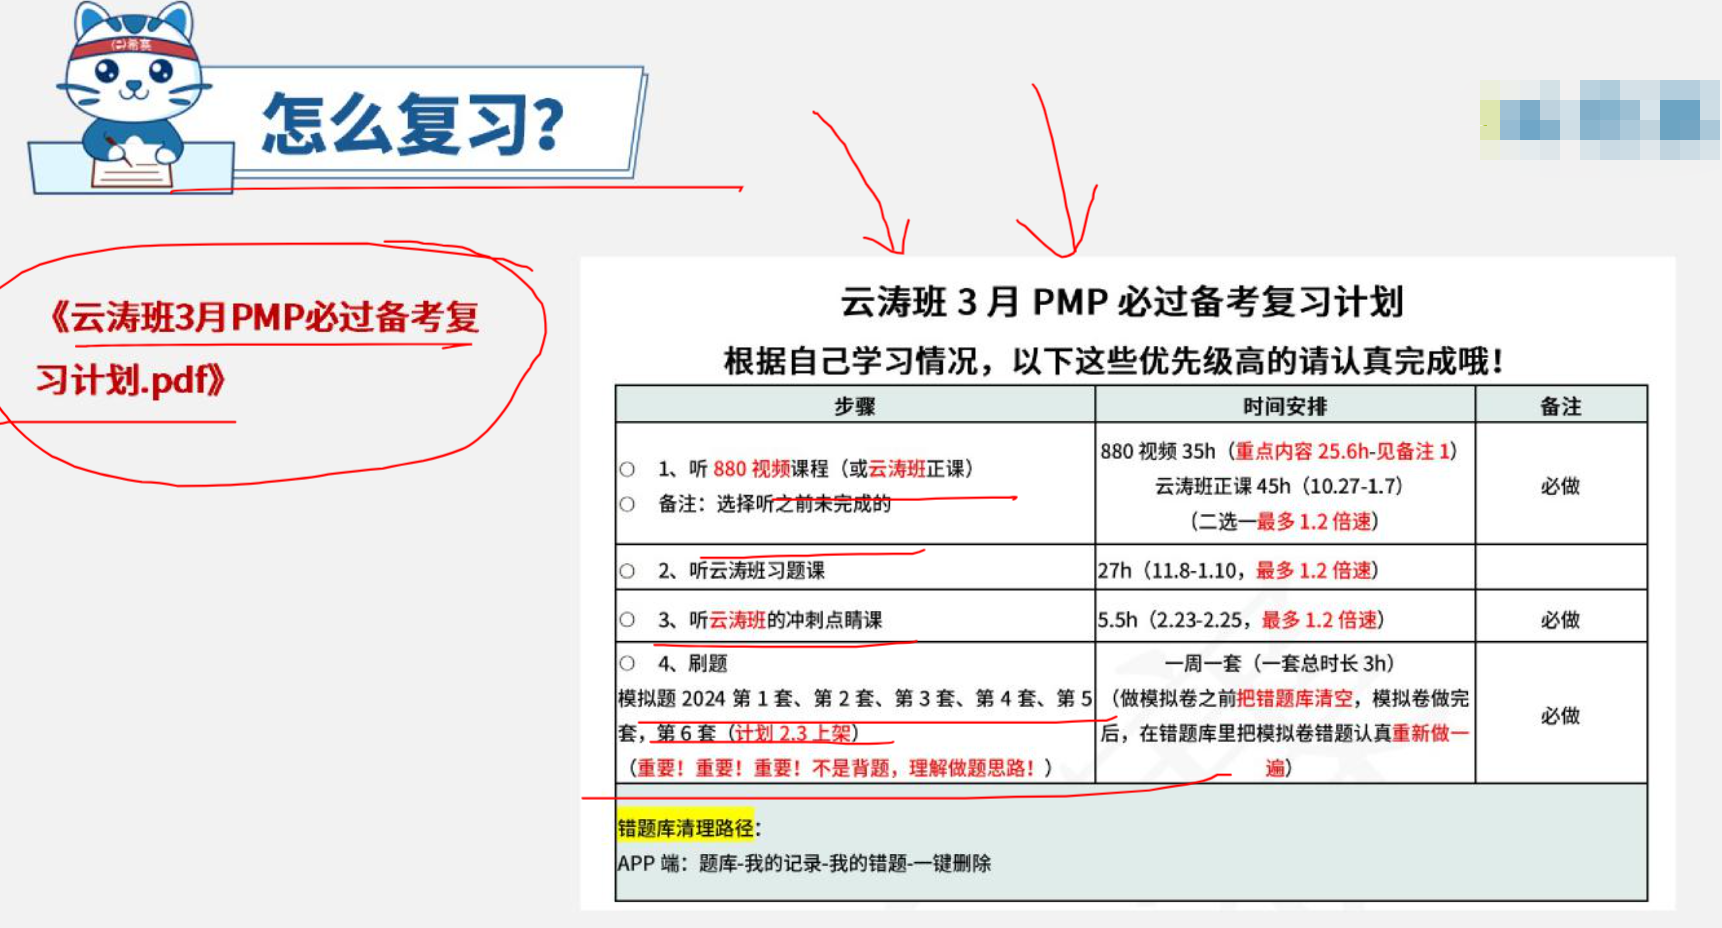 希赛
怎么复习？
《云涛班3月PMP必过备考复
习计划.pdf》
云涛班 3 月 PMP 必过备考复习计划
根据自己学习情况，以下这些优先级高的请认真完成哦！
步骤
时间安排
备注
○ 1、听 880 视频课程（或云涛班正课）
○ 备注：选择听之前未完成的
880 视频 35h（重点内容 25.6h-见备注 1）
云涛班正课 45h（10.27-1.7）
（二选一最多 1.2 倍速）
必做
○ 2、听云涛班习题课
27h（11.8-1.10，最多 1.2 倍速）
○ 3、听云涛班的冲刺点睛课
5.5h（2.23-2.25，最多 1.2 倍速）
必做
○ 4、刷题
模拟题 2024 第 1 套、第 2 套、第 3 套、第 4 套、第 5
套，第 6 套（计划 2.3 上架）
（重要！重要！重要！不是背题，理解做题思路！）
一周一套（一套总时长 3h）
（做模拟卷之前把错题库清空，模拟卷做完
后，在错题库里把模拟卷错题认真重新做一
遍）
必做
错题库清理路径：
APP 端：题库-我的记录-我的错题-一键删除